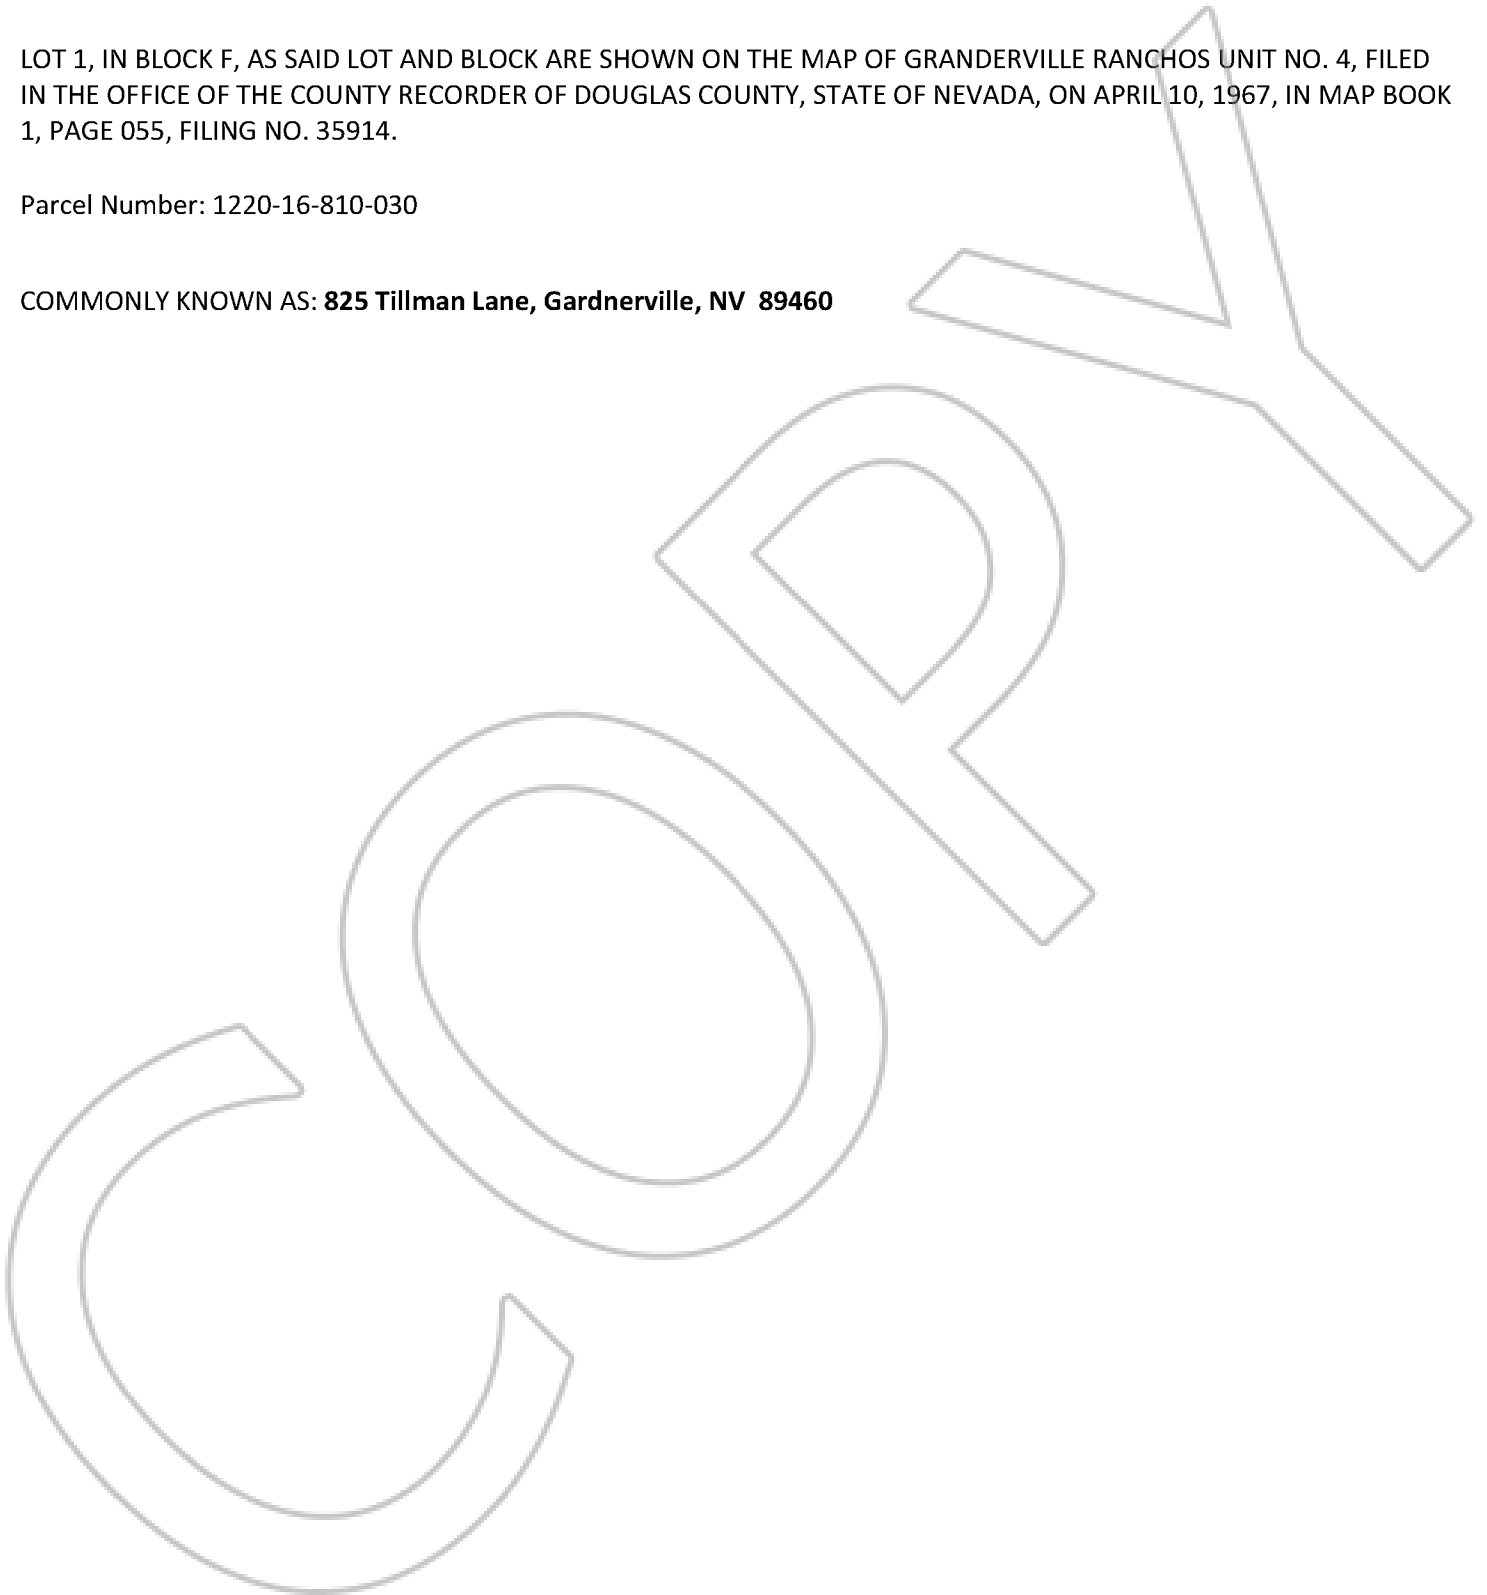 LOT 1, IN BLOCK F, AS SAID LOT AND BLOCK ARE SHOWN ON THE MAP OF GRANDERVILLE RANCHOS UNIT NO. 4, FILED
IN THE OFFICE OF THE COUNTY RECORDER OF DOUGLAS COUNTY, STATE OF NEVADA, ON APRIL 10, 1967, IN MAP BOOK
1, PAGE 055, FILING NO. 35914.
Parcel Number: 1220-16-810-030
COMMONLY KNOWN AS: 825 Tillman Lane, Gardnerville, NV  89460
COPY